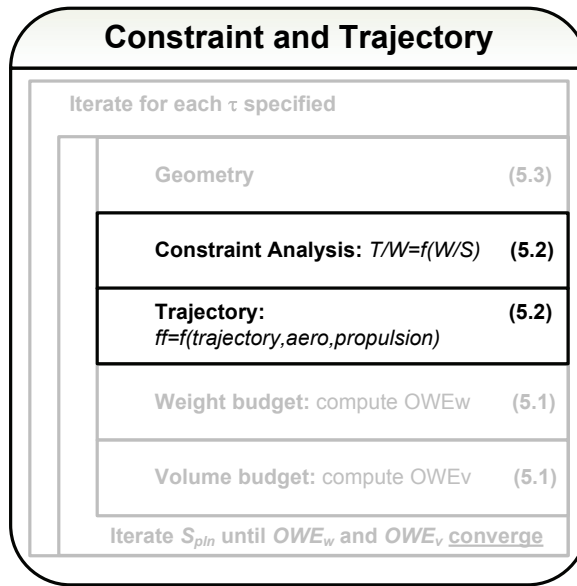 Constraint and Trajectory
Iterate for each τ specified
Geometry (5.3)
Constraint Analysis: T/W=f(W/S) (5.2)
Trajectory: (5.2)
ff=f(trajectory,aero,propulsion)
Weight budget: compute OWEw (5.1)
Volume budget: compute OWEv (5.1)
Iterate Spln until OWEw and OWEv converge